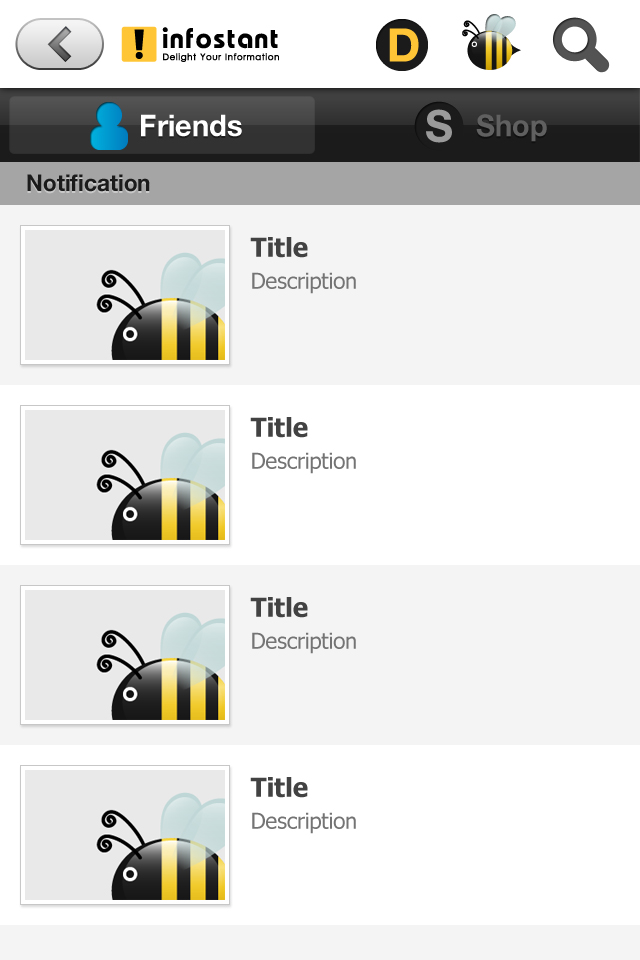 ! infostant
Delight Your Information
D
Friends
S Shop
Notification
Title
Description
Title
Description
Title
Description
Title
Description